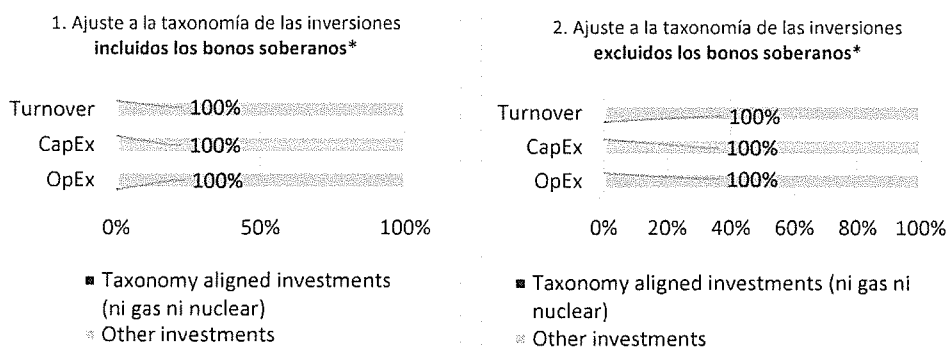 1. Ajuste a la taxonomía de las inversiones
incluidos los bonos soberanos*
Turnover 100%
CapEx 100%
OpEx 100%
0% 50% 100%
■ Taxonomy aligned investments
(ni gas ni nuclear)
■ Other investments
2. Ajuste a la taxonomía de las inversiones
excluidos los bonos soberanos*
Turnover 100%
CapEx 100%
OpEx 100%
0% 20% 40% 60% 80% 100%
■ Taxonomy aligned investments (ni gas ni
nuclear)
■ Other investments